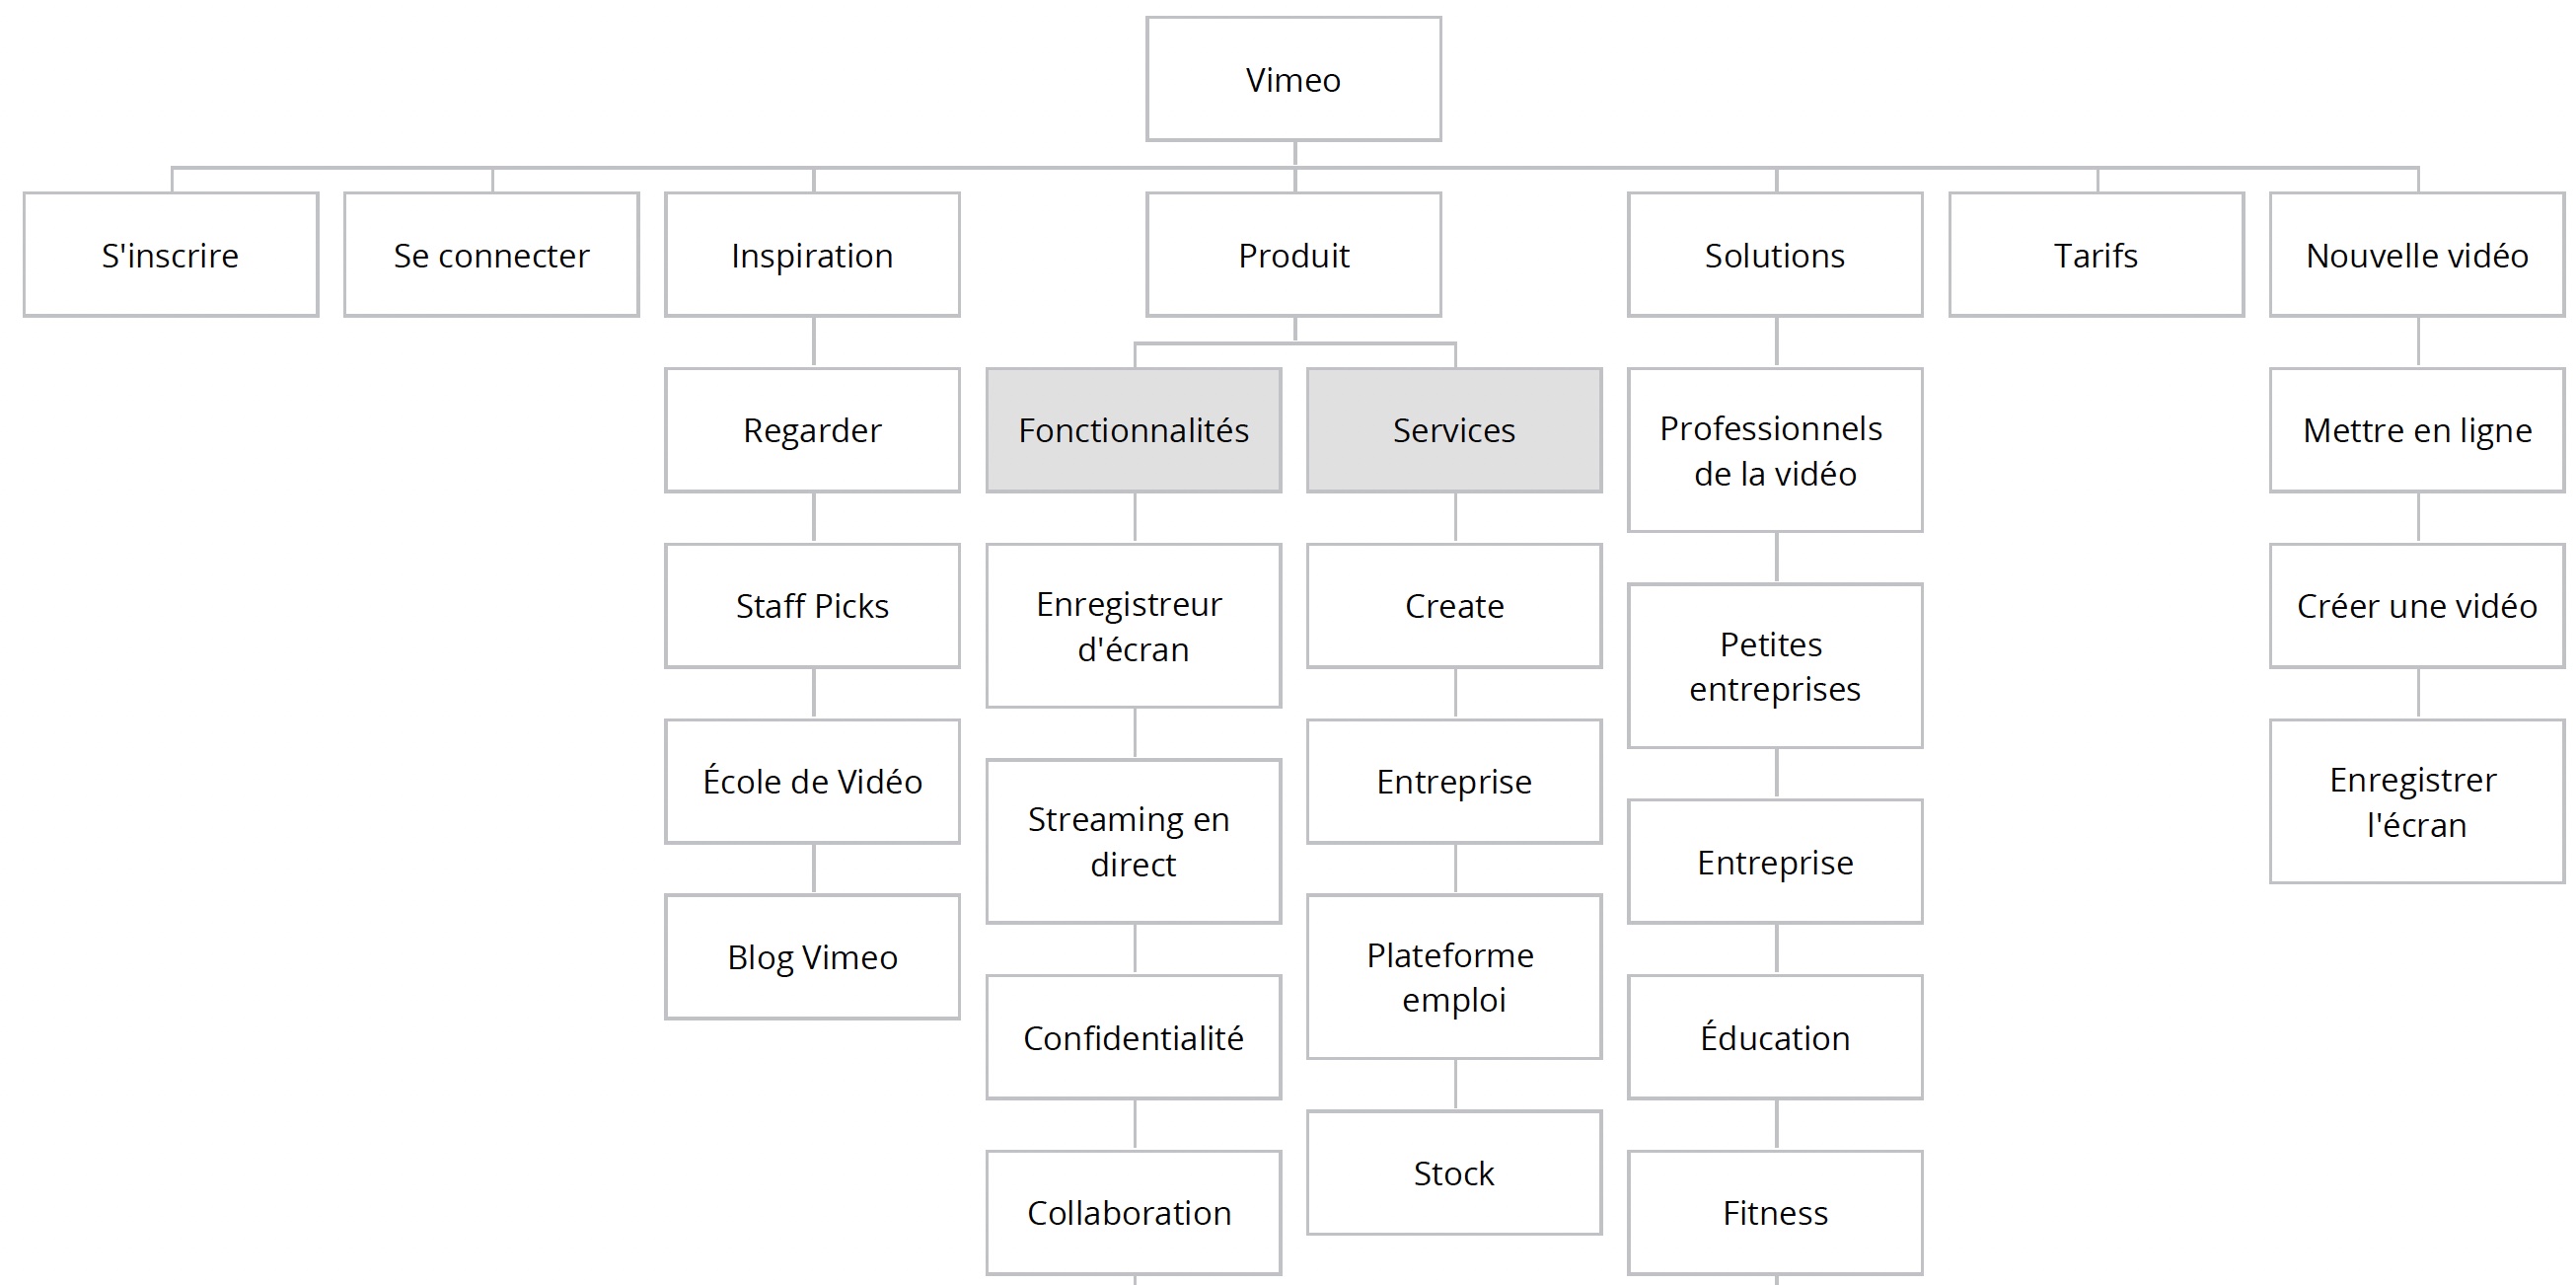 Vimeo
S'inscrire
Se connecter
Inspiration
Produit
Solutions
Tarifs
Nouvelle vidéo
Regarder
Staff Picks
École de Vidéo
Blog Vimeo
Fonctionnalités
Enregistreur
d'écran
Streaming en
direct
Confidentialité
Collaboration
Services
Create
Entreprise
Plateforme
emploi
Stock
Professionnels
de la vidéo
Petites
entreprises
Entreprise
Éducation
Fitness
Mettre en ligne
Créer une vidéo
Enregistrer
l'écran